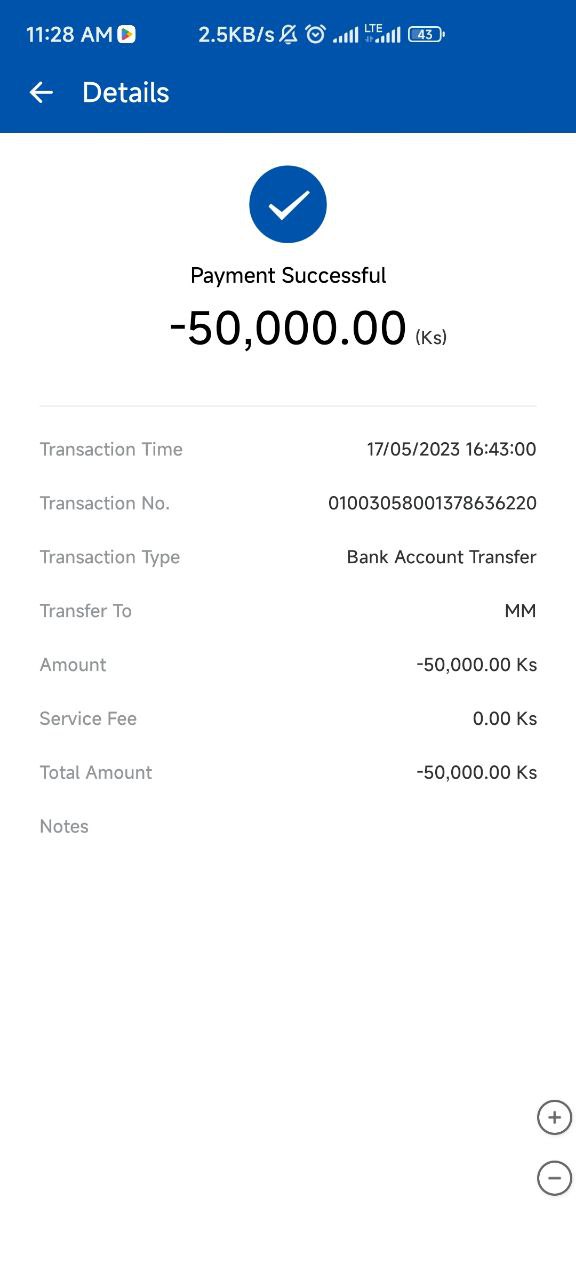 11:28 AM 2.5KB/s LTE 43
Details
Payment Successful
-50,000.00 (Ks)
Transaction Time 17/05/2023 16:43:00
Transaction No. 01003058001378636220
Transaction Type Bank Account Transfer
Transfer To MM
Amount -50,000.00 Ks
Service Fee 0.00 Ks
Total Amount -50,000.00 Ks
Notes